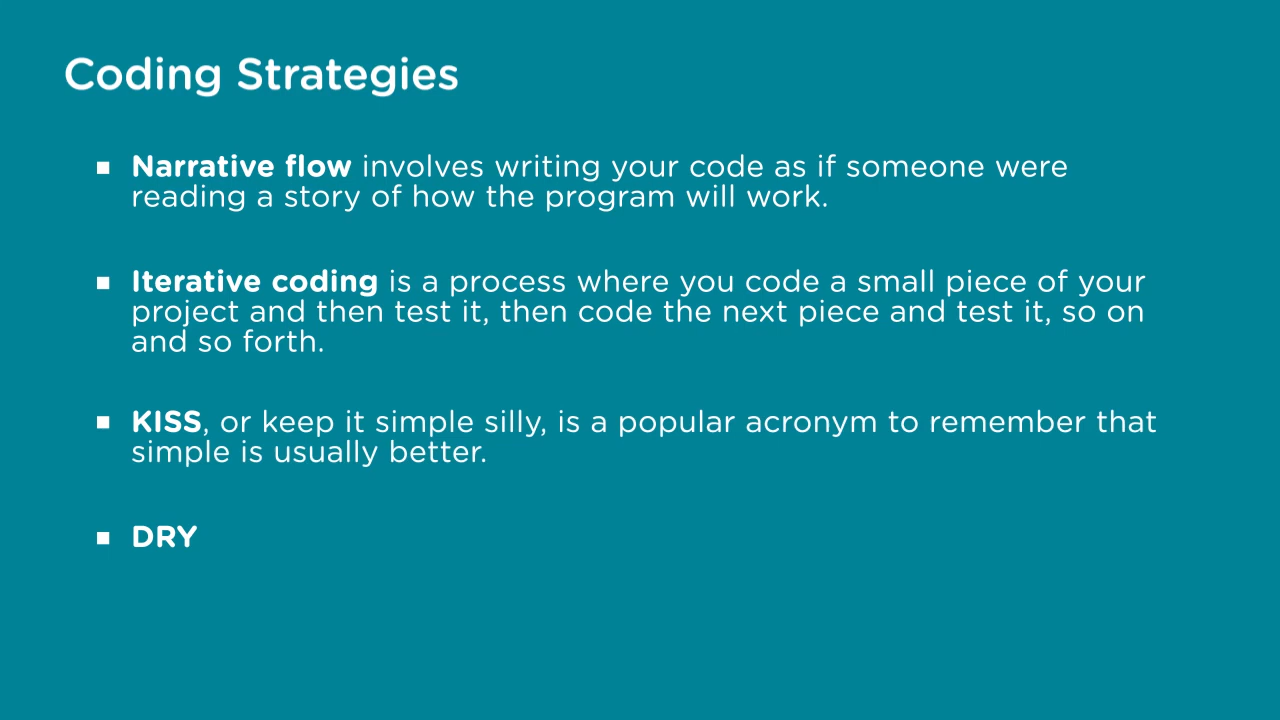 Coding Strategies
Narrative flow involves writing your code as if someone were
reading a story of how the program will work.
Iterative coding is a process where you code a small piece of your
project and then test it, then code the next piece and test it, so on
and so forth.
KISS, or keep it simple silly, is a popular acronym to remember that
simple is usually better.
DRY